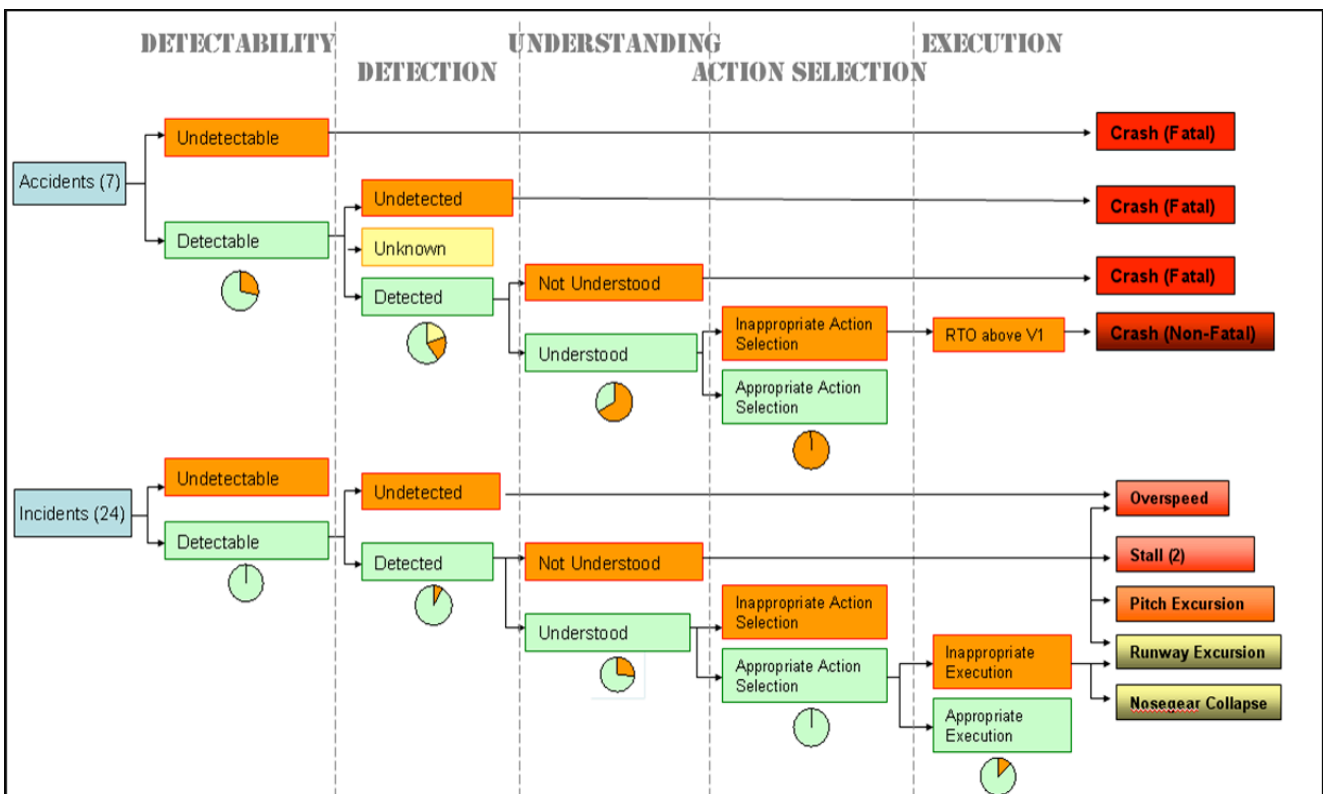 DETECTABILITY
UNDERSTANDING
EXECUTION
DETECTION
ACTION SELECTION
Undetectable
Crash (Fatal)
Accidents (7)
Undetected
Crash (Fatal)
Detectable
Unknown
Detected
Not Understood
Crash (Fatal)
Inappropriate Action
Selection
RTO above V1
Crash (Non-Fatal)
Understood
Appropriate Action
Selection
Undetectable
Undetected
Overspeed
Incidents (24)
Detectable
Detected
Not Understood
Stall (2)
Inappropriate Action
Selection
Pitch Excursion
Understood
Appropriate Action
Selection
Inappropriate
Execution
Runway Excursion
Nosegear Collapse
Appropriate
Execution